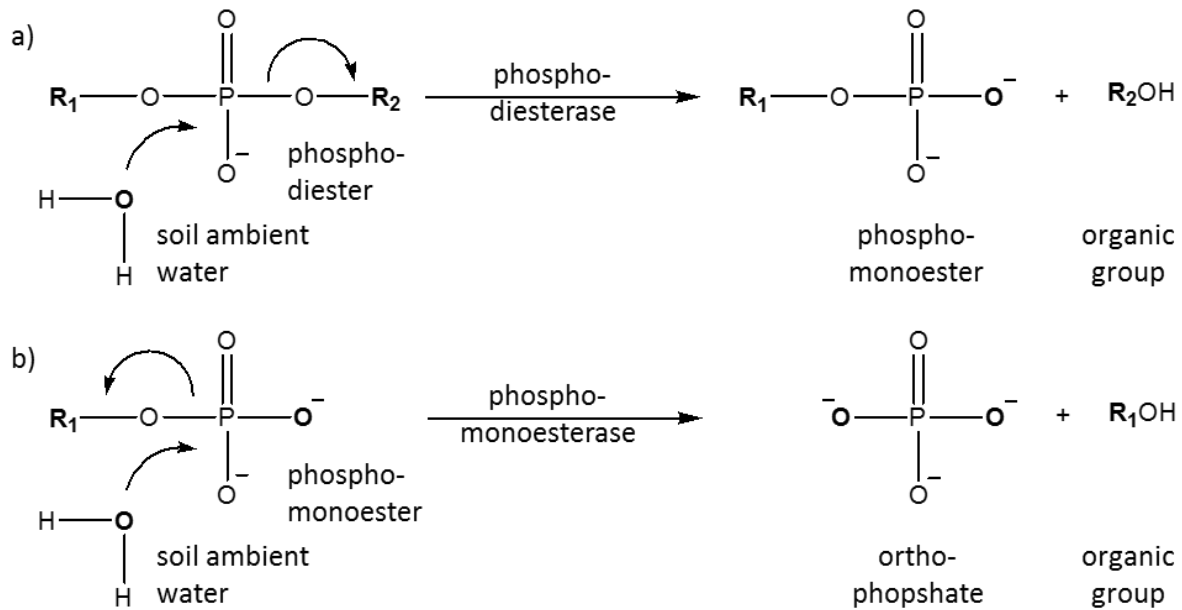 a)
O
R1 O P O R2
O−
H O
H
phospho-
diester
soil ambient
water
phospho-
diesterase
O
R1 O P O− + R2OH
O−
phospho-
monoester
organic
group
b)
O
R1 O P O−
O−
H O
H
phospho-
monoester
soil ambient
water
phospho-
monoesterase
O
−O P O− + R1OH
O−
ortho-
phopshate
organic
group